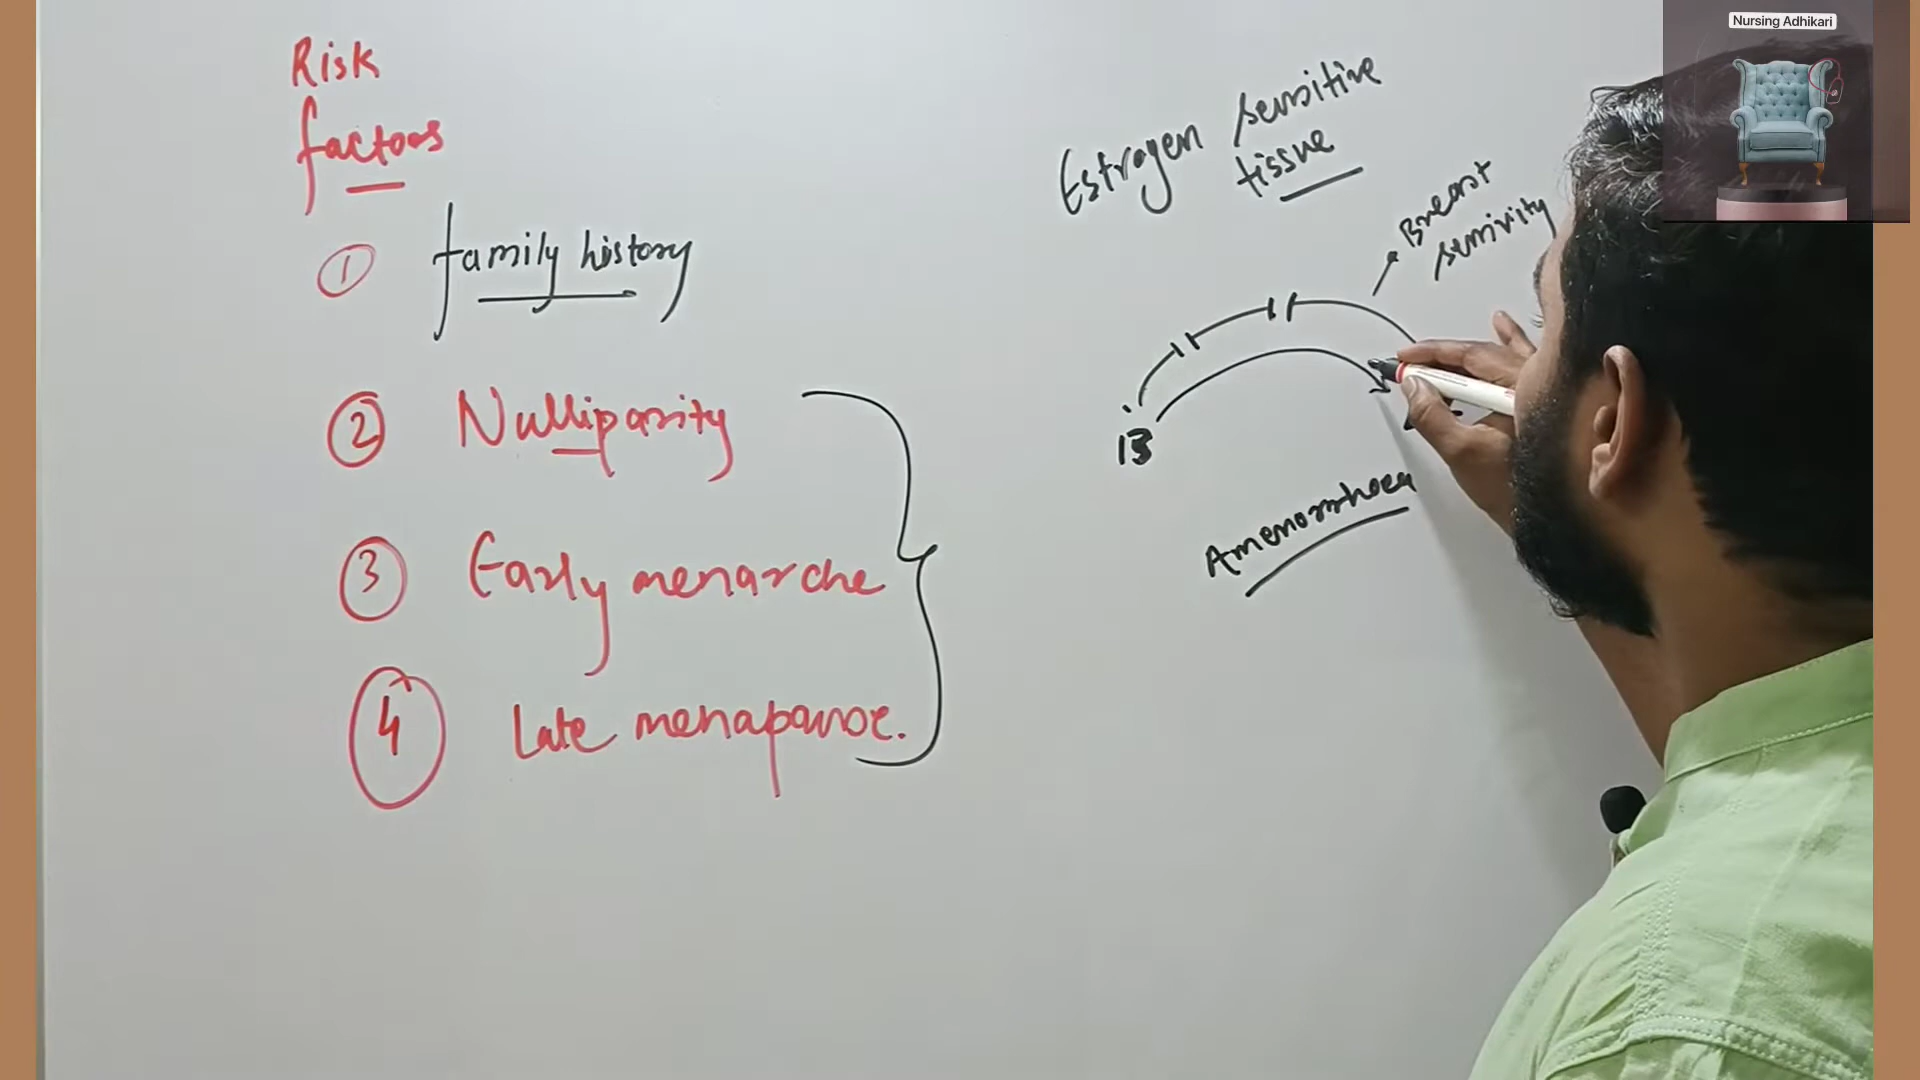 Nursing Adhikari
Risk
factors
① family history
② Nulliparity
③ Early menarche
④ Late menapause.
Estrogen sensitive
tissue
Breast
sensivity
13
Amenorrhoea